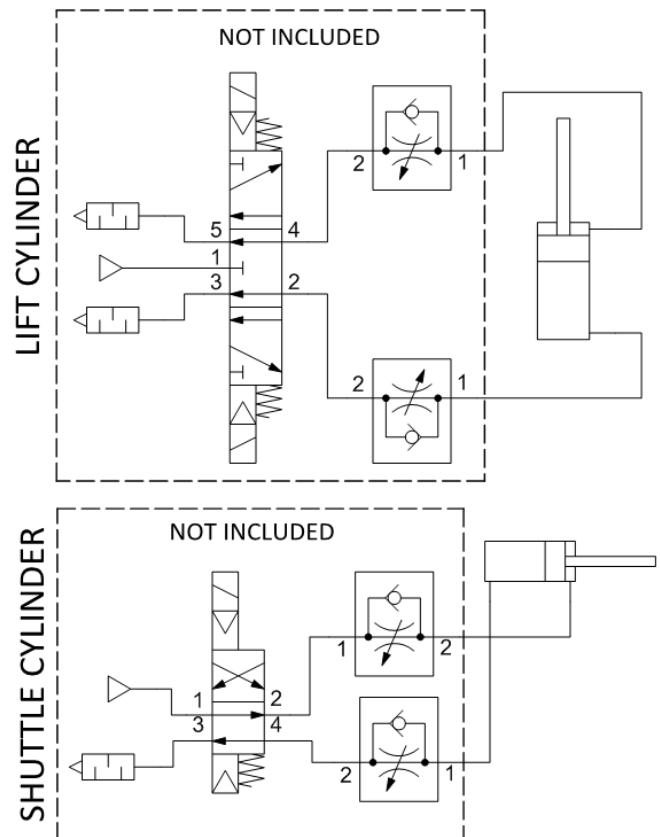 NOT INCLUDED
LIFT CYLINDER
2 1
5 4
1
3 2
2 1
NOT INCLUDED
SHUTTLE CYLINDER
1 2
1 2
3 4
2 1